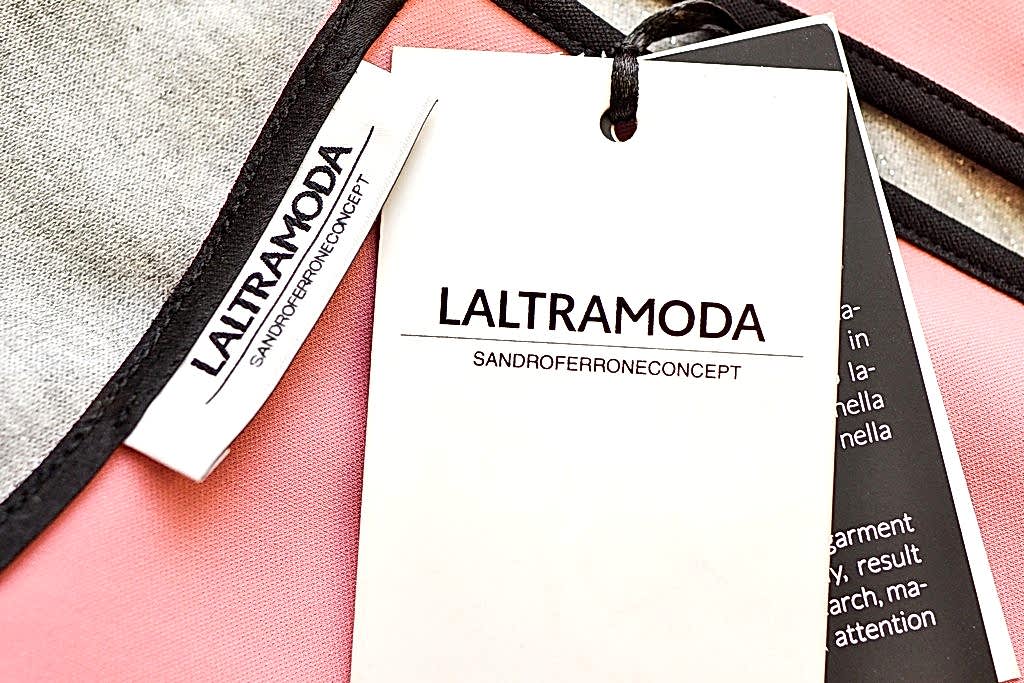 LALTRAMODA
SANDROFERRONECONCEPT
LALTRAMODA
SANDROFERRONECONCEPT
a-
in
la-
nella
nella
garment
y, result
arch, ma-
attention